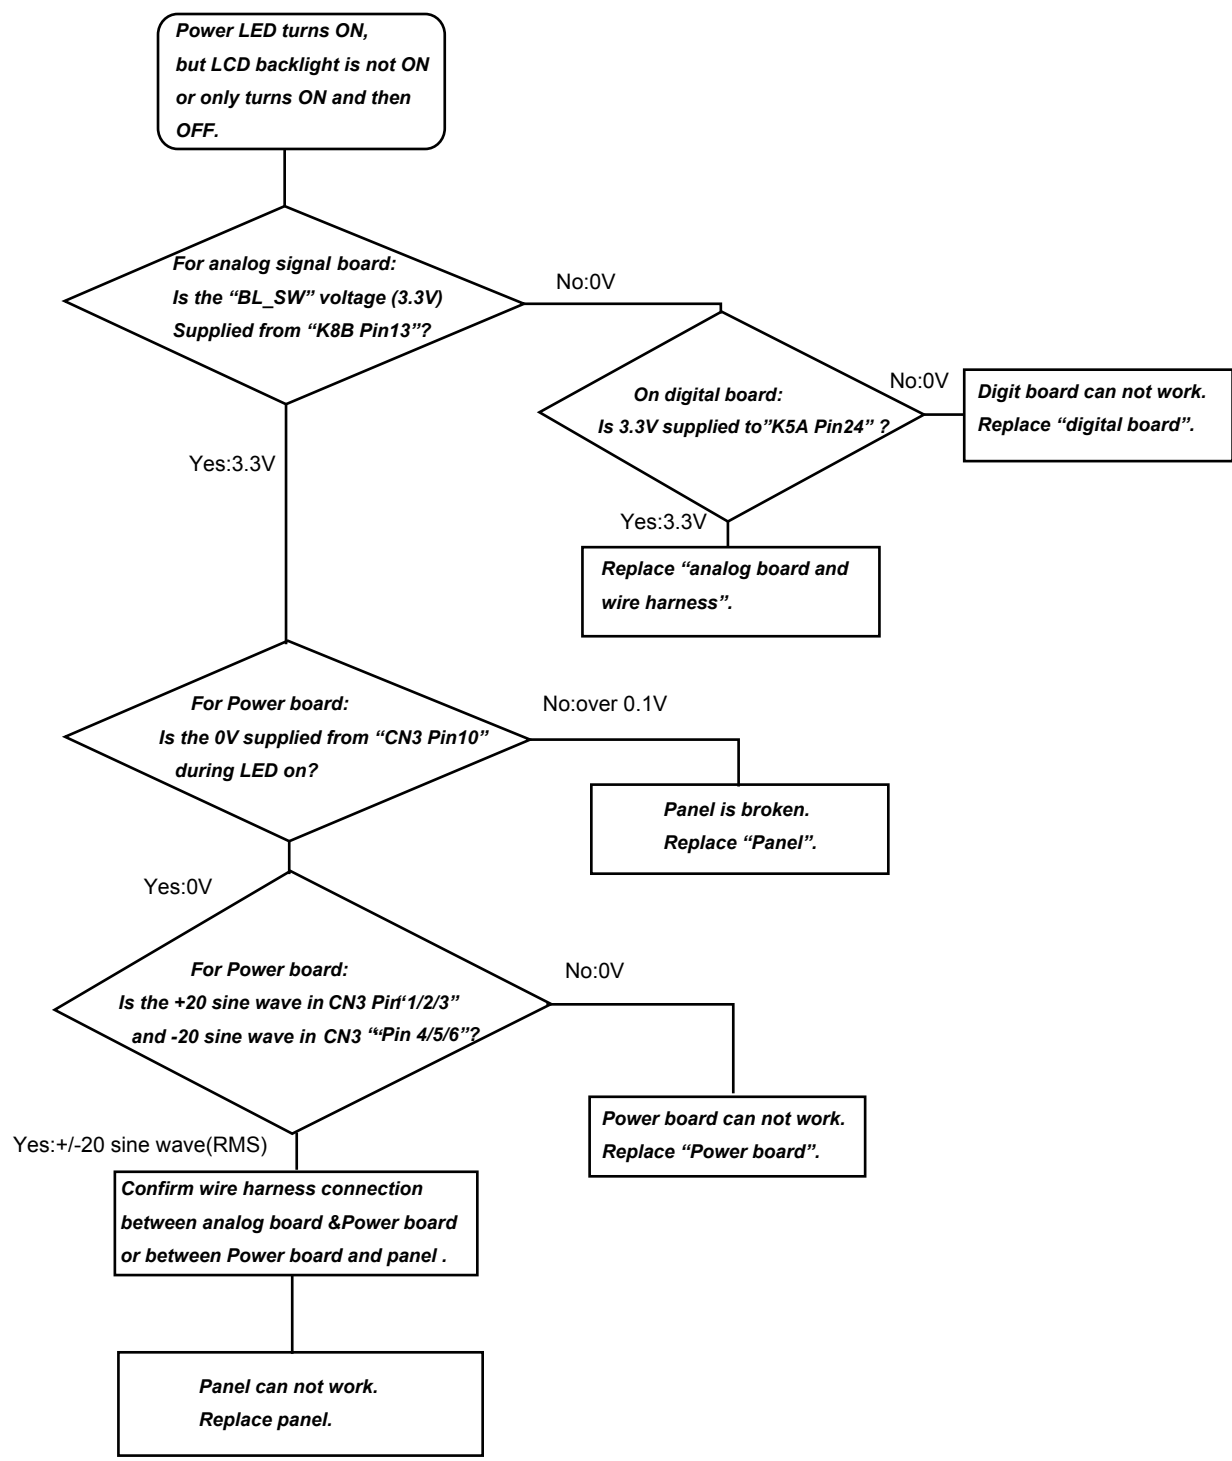 Power LED turns ON,
but LCD backlight is not ON
or only turns ON and then
OFF.
For analog signal board:
Is the “BL_SW” voltage (3.3V)
Supplied from “K8B Pin13”?
No:0V
On digital board:
Is 3.3V supplied to”K5A Pin24” ?
No:0V
Digit board can not work.
Replace “digital board”.
Yes:3.3V
Yes:3.3V
Replace “analog board and
wire harness”.
For Power board:
Is the 0V supplied from “CN3 Pin10”
during LED on?
No:over 0.1V
Panel is broken.
Replace “Panel”.
Yes:0V
For Power board:
Is the +20 sine wave in CN3 Pin“1/2/3”
and -20 sine wave in CN3 ““Pin 4/5/6”?
No:0V
Power board can not work.
Replace “Power board”.
Yes:+/-20 sine wave(RMS)
Confirm wire harness connection
between analog board &Power board
or between Power board and panel .
Panel can not work.
Replace panel.